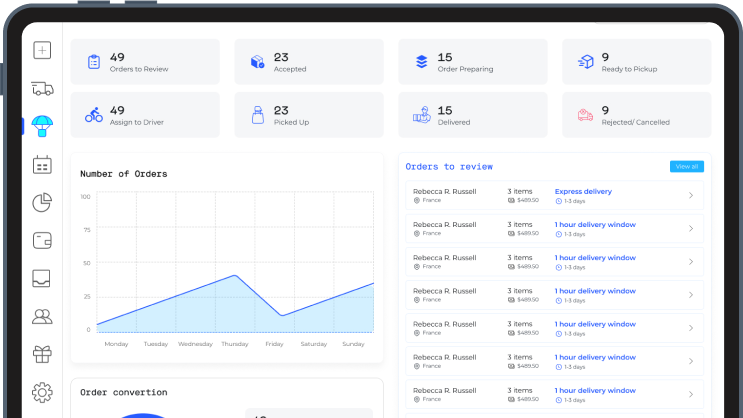 49
Orders to Review
23
Accepted
15
Order Preparing
9
Ready to Pickup
49
Assign to Driver
23
Picked Up
15
Delivered
9
Rejected/ Cancelled
Number of Orders
100
75
50
25
0
Monday Tuesday Wednesday Thunsday Friday Saturday Sunday
Order convertion
Orders to review
View all
Rebecca R. Russell 3 items Express delivery
France $489.50 1-3 days
Rebecca R. Russell 3 items 1 hour delivery window
France $489.50 1-3 days
Rebecca R. Russell 3 items 1 hour delivery window
France $489.50 1-3 days
Rebecca R. Russell 3 items 1 hour delivery window
France $489.50 1-3 days
Rebecca R. Russell 3 items 1 hour delivery window
France $489.50 1-3 days
Rebecca R. Russell 3 items 1 hour delivery window
France $489.50 1-3 days
Rebecca R. Russell 3 items 1 hour delivery window
France $489.50 1-3 days